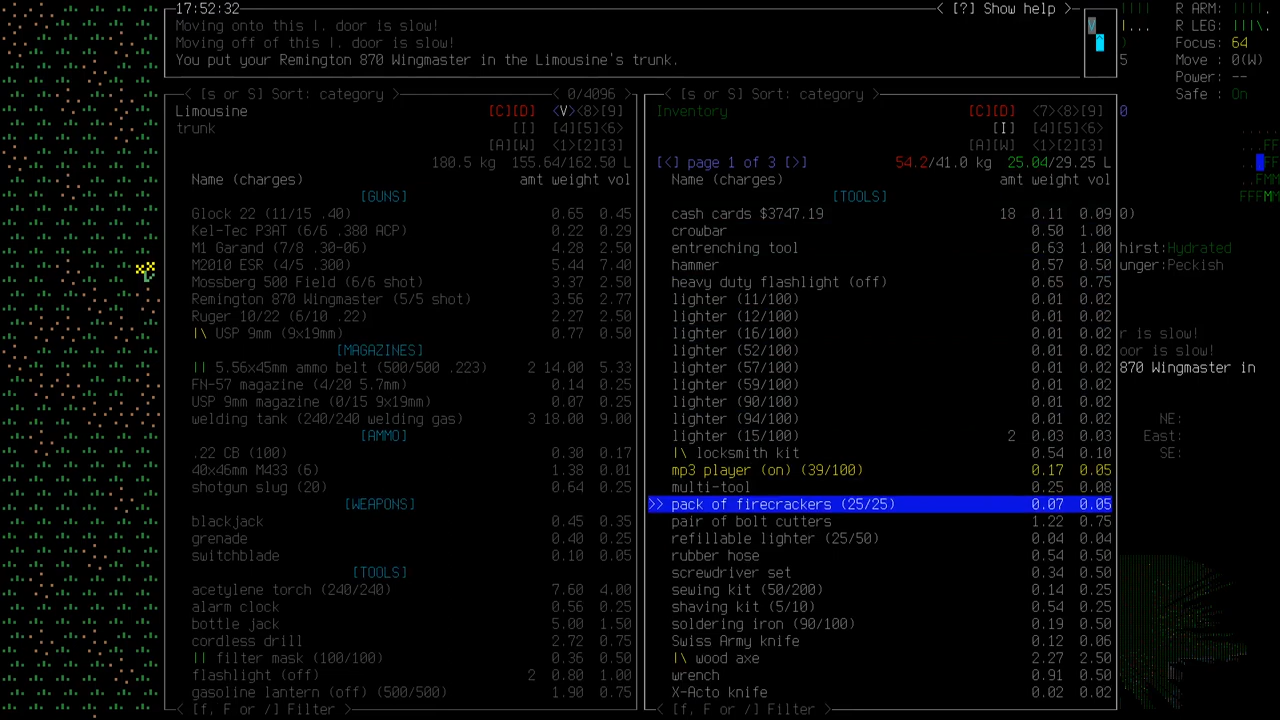 17:52:32
< [?] Show help >
Moving onto this |. door is slow!
Moving off of this |. door is slow!
You put your Remington 870 Wingmaster in the Limousine's trunk.
R ARM: ||||.
R LEG: |||\.
Focus: 64
Move : 0(W)
Power: --
Safe : On
< [s or S] Sort: category >
< 0/4096 >
Limousine
[C][D] <V><8>[9]
trunk
[I] [4][5]<6>
[A][W] <1>[2][3]
180.5 kg 155.64/162.50 L
Name (charges) amt weight vol
[GUNS]
Glock 22 (11/15 .40) 0.65 0.45
Kel-Tec P3AT (6/6 .380 ACP) 0.22 0.29
M1 Garand (7/8 .30-06) 4.28 2.50
M2010 ESR (4/5 .300) 5.44 7.40
Mossberg 500 Field (6/6 shot) 3.37 2.50
Remington 870 Wingmaster (5/5 shot) 3.56 2.77
Ruger 10/22 (6/10 .22) 2.27 2.50
|\ USP 9mm (9x19mm) 0.77 0.50
[MAGAZINES]
|| 5.56x45mm ammo belt (500/500 .223) 2 14.00 5.33
FN-57 magazine (4/20 5.7mm) 0.14 0.25
USP 9mm magazine (0/15 9x19mm) 0.07 0.25
welding tank (240/240 welding gas) 3 18.00 9.00
[AMMO]
.22 CB (100) 0.30 0.17
40x46mm M433 (6) 1.38 0.01
shotgun slug (20) 0.64 0.25
[WEAPONS]
blackjack 0.45 0.35
grenade 0.40 0.25
switchblade 0.10 0.05
[TOOLS]
acetylene torch (240/240) 7.60 4.00
alarm clock 0.56 0.25
bottle jack 5.00 1.50
cordless drill 2.72 0.75
|| filter mask (100/100) 0.36 0.50
flashlight (off) 2 0.80 1.00
gasoline lantern (off) (500/500) 1.90 0.75
< [f, F or /] Filter >
< [s or S] Sort: category >
Inventory
[C][D] <7><8>[9]
[I] [4][5]<6>
[A][W] <1>[2][3]
[<] page 1 of 3 [>] 54.2/41.0 kg 25.04/29.25 L
Name (charges) amt weight vol
[TOOLS]
cash cards $3747.19 18 0.11 0.09
crowbar 0.50 1.00
entrenching tool 0.63 1.00
hammer 0.57 0.50
heavy duty flashlight (off) 0.65 0.75
lighter (11/100) 0.01 0.02
lighter (12/100) 0.01 0.02
lighter (16/100) 0.01 0.02
lighter (52/100) 0.01 0.02
lighter (57/100) 0.01 0.02
lighter (59/100) 0.01 0.02
lighter (90/100) 0.01 0.02
lighter (94/100) 0.01 0.02
lighter (15/100) 2 0.03 0.03
|\ locksmith kit 0.54 0.10
mp3 player (on) (39/100) 0.17 0.05
multi-tool 0.25 0.08
>> pack of firecrackers (25/25) 0.07 0.05
pair of bolt cutters 1.22 0.75
refillable lighter (25/50) 0.04 0.04
rubber hose 0.54 0.50
screwdriver set 0.34 0.50
sewing kit (50/200) 0.14 0.25
shaving kit (5/10) 0.54 0.25
soldering iron (90/100) 0.19 0.50
Swiss Army knife 0.12 0.06
|\ wood axe 2.27 2.50
wrench 0.91 0.50
X-Acto knife 0.02 0.02
< [f, F or /] Filter >
hirst:Hydrated
unger:Peckish
r is slow!
oor is slow!
870 Wingmaster in
NE:
East:
SE: